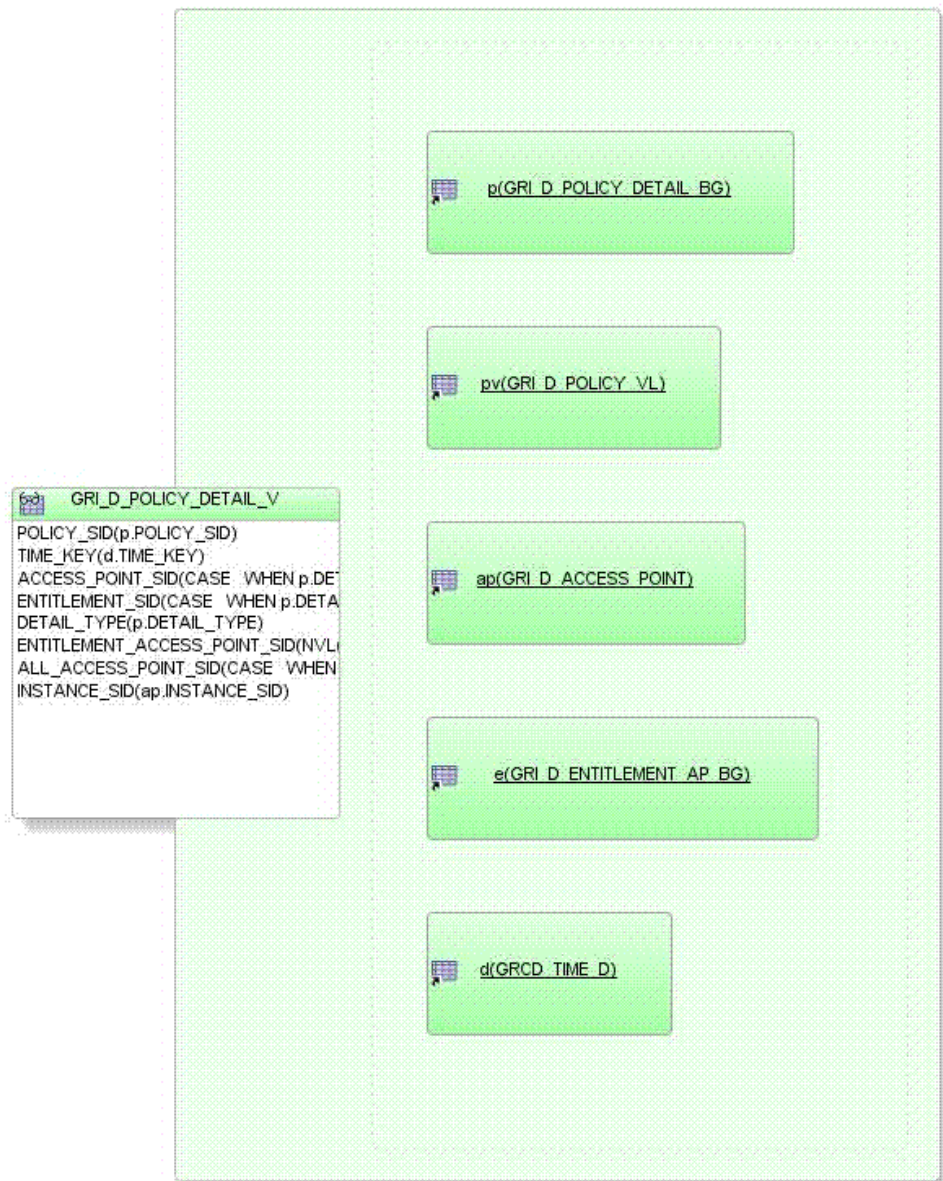 p(GRI_D_POLICY_DETAIL_BG)
pv(GRI_D_POLICY_VL)
GRI_D_POLICY_DETAIL_V
POLICY_SID(p.POLICY_SID)
TIME_KEY(d.TIME_KEY)
ACCESS_POINT_SID(CASE WHEN p.DET
ENTITLEMENT_SID(CASE WHEN p.DETA
DETAIL_TYPE(p.DETAIL_TYPE)
ENTITLEMENT_ACCESS_POINT_SID(NVL(
ALL_ACCESS_POINT_SID(CASE WHEN
INSTANCE_SID(ap.INSTANCE_SID)
ap(GRI_D_ACCESS_POINT)
e(GRI_D_ENTITLEMENT_AP_BG)
d(GRCD_TIME_D)